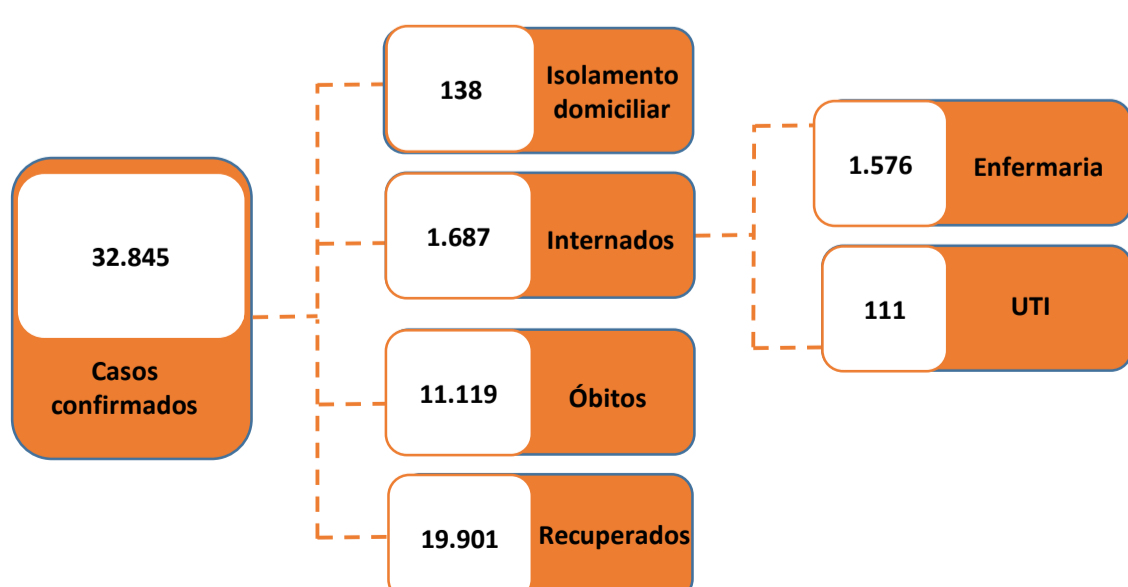 32.845
Casos
confirmados
138
Isolamento
domiciliar
1.687
Internados
11.119
Óbitos
19.901
Recuperados
1.576
Enfermaria
111
UTI